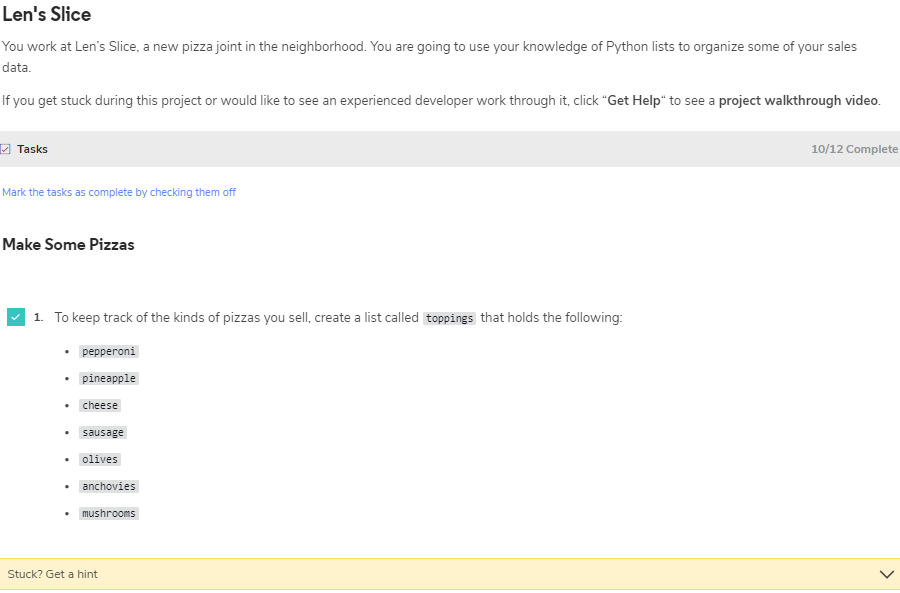 Len's Slice
You work at Len's Slice, a new pizza joint in the neighborhood. You are going to use your knowledge of Python lists to organize some of your sales
data.
If you get stuck during this project or would like to see an experienced developer work through it, click “Get Help“ to see a project walkthrough video.
Tasks
10/12 Complete
Mark the tasks as complete by checking them off
Make Some Pizzas
1. To keep track of the kinds of pizzas you sell, create a list called toppings that holds the following:
• pepperoni
• pineapple
• cheese
• sausage
• olives
• anchovies
• mushrooms
Stuck? Get a hint